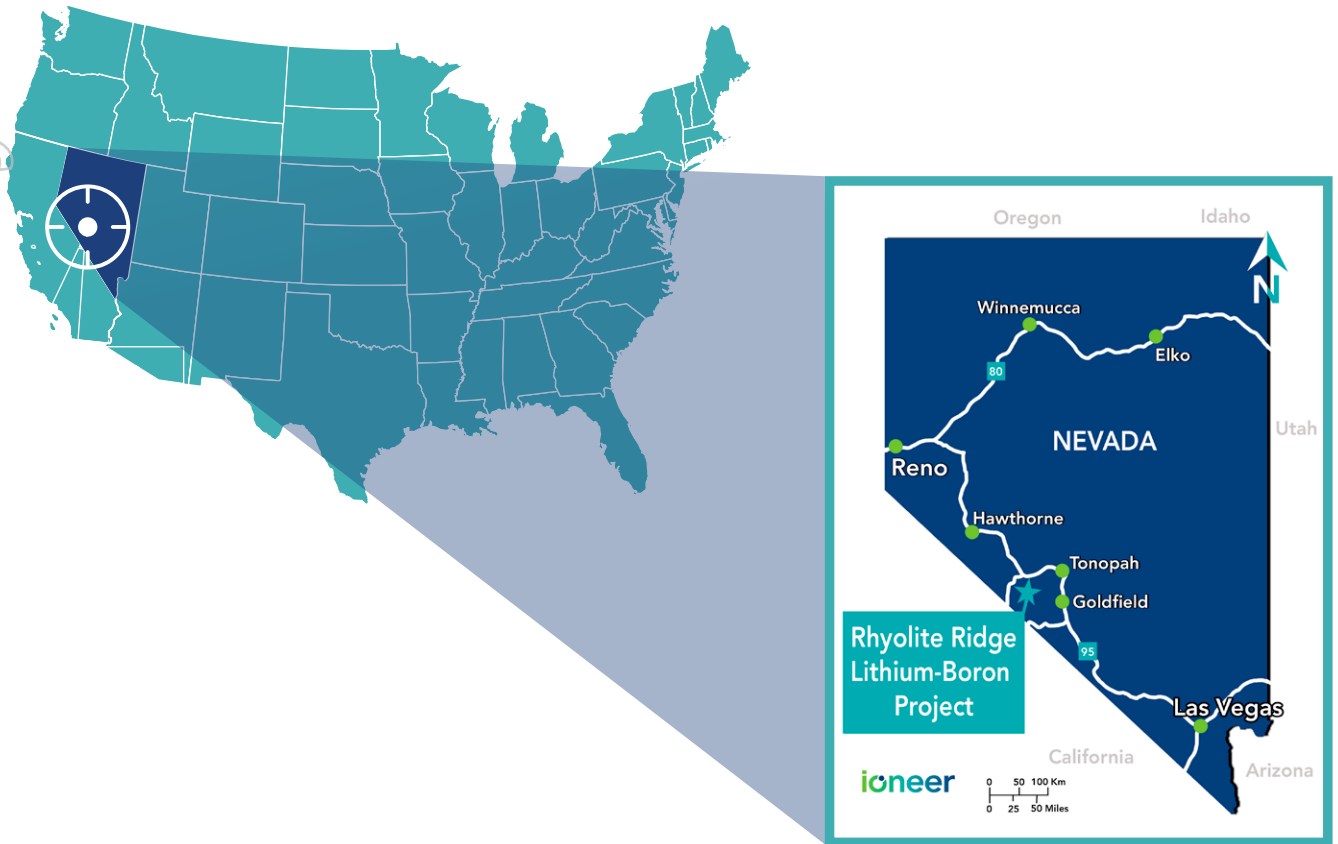 Oregon
Idaho
N
Winnemucca
Elko
80
Utah
NEVADA
Reno
Hawthorne
Tonopah
Goldfield
Rhyolite Ridge
Lithium-Boron
Project
95
Las Vegas
California
Arizona
ioneer
0 50 100 Km
0 25 50 Miles